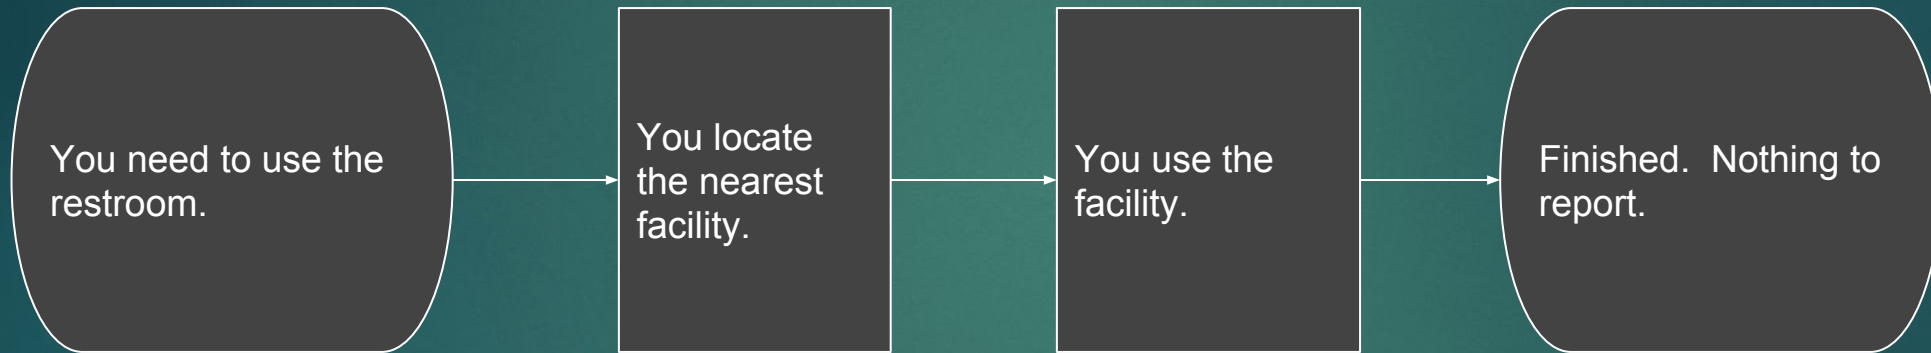 You need to use the
restroom.
You locate
the nearest
facility.
You use the
facility.
Finished.  Nothing to
report.